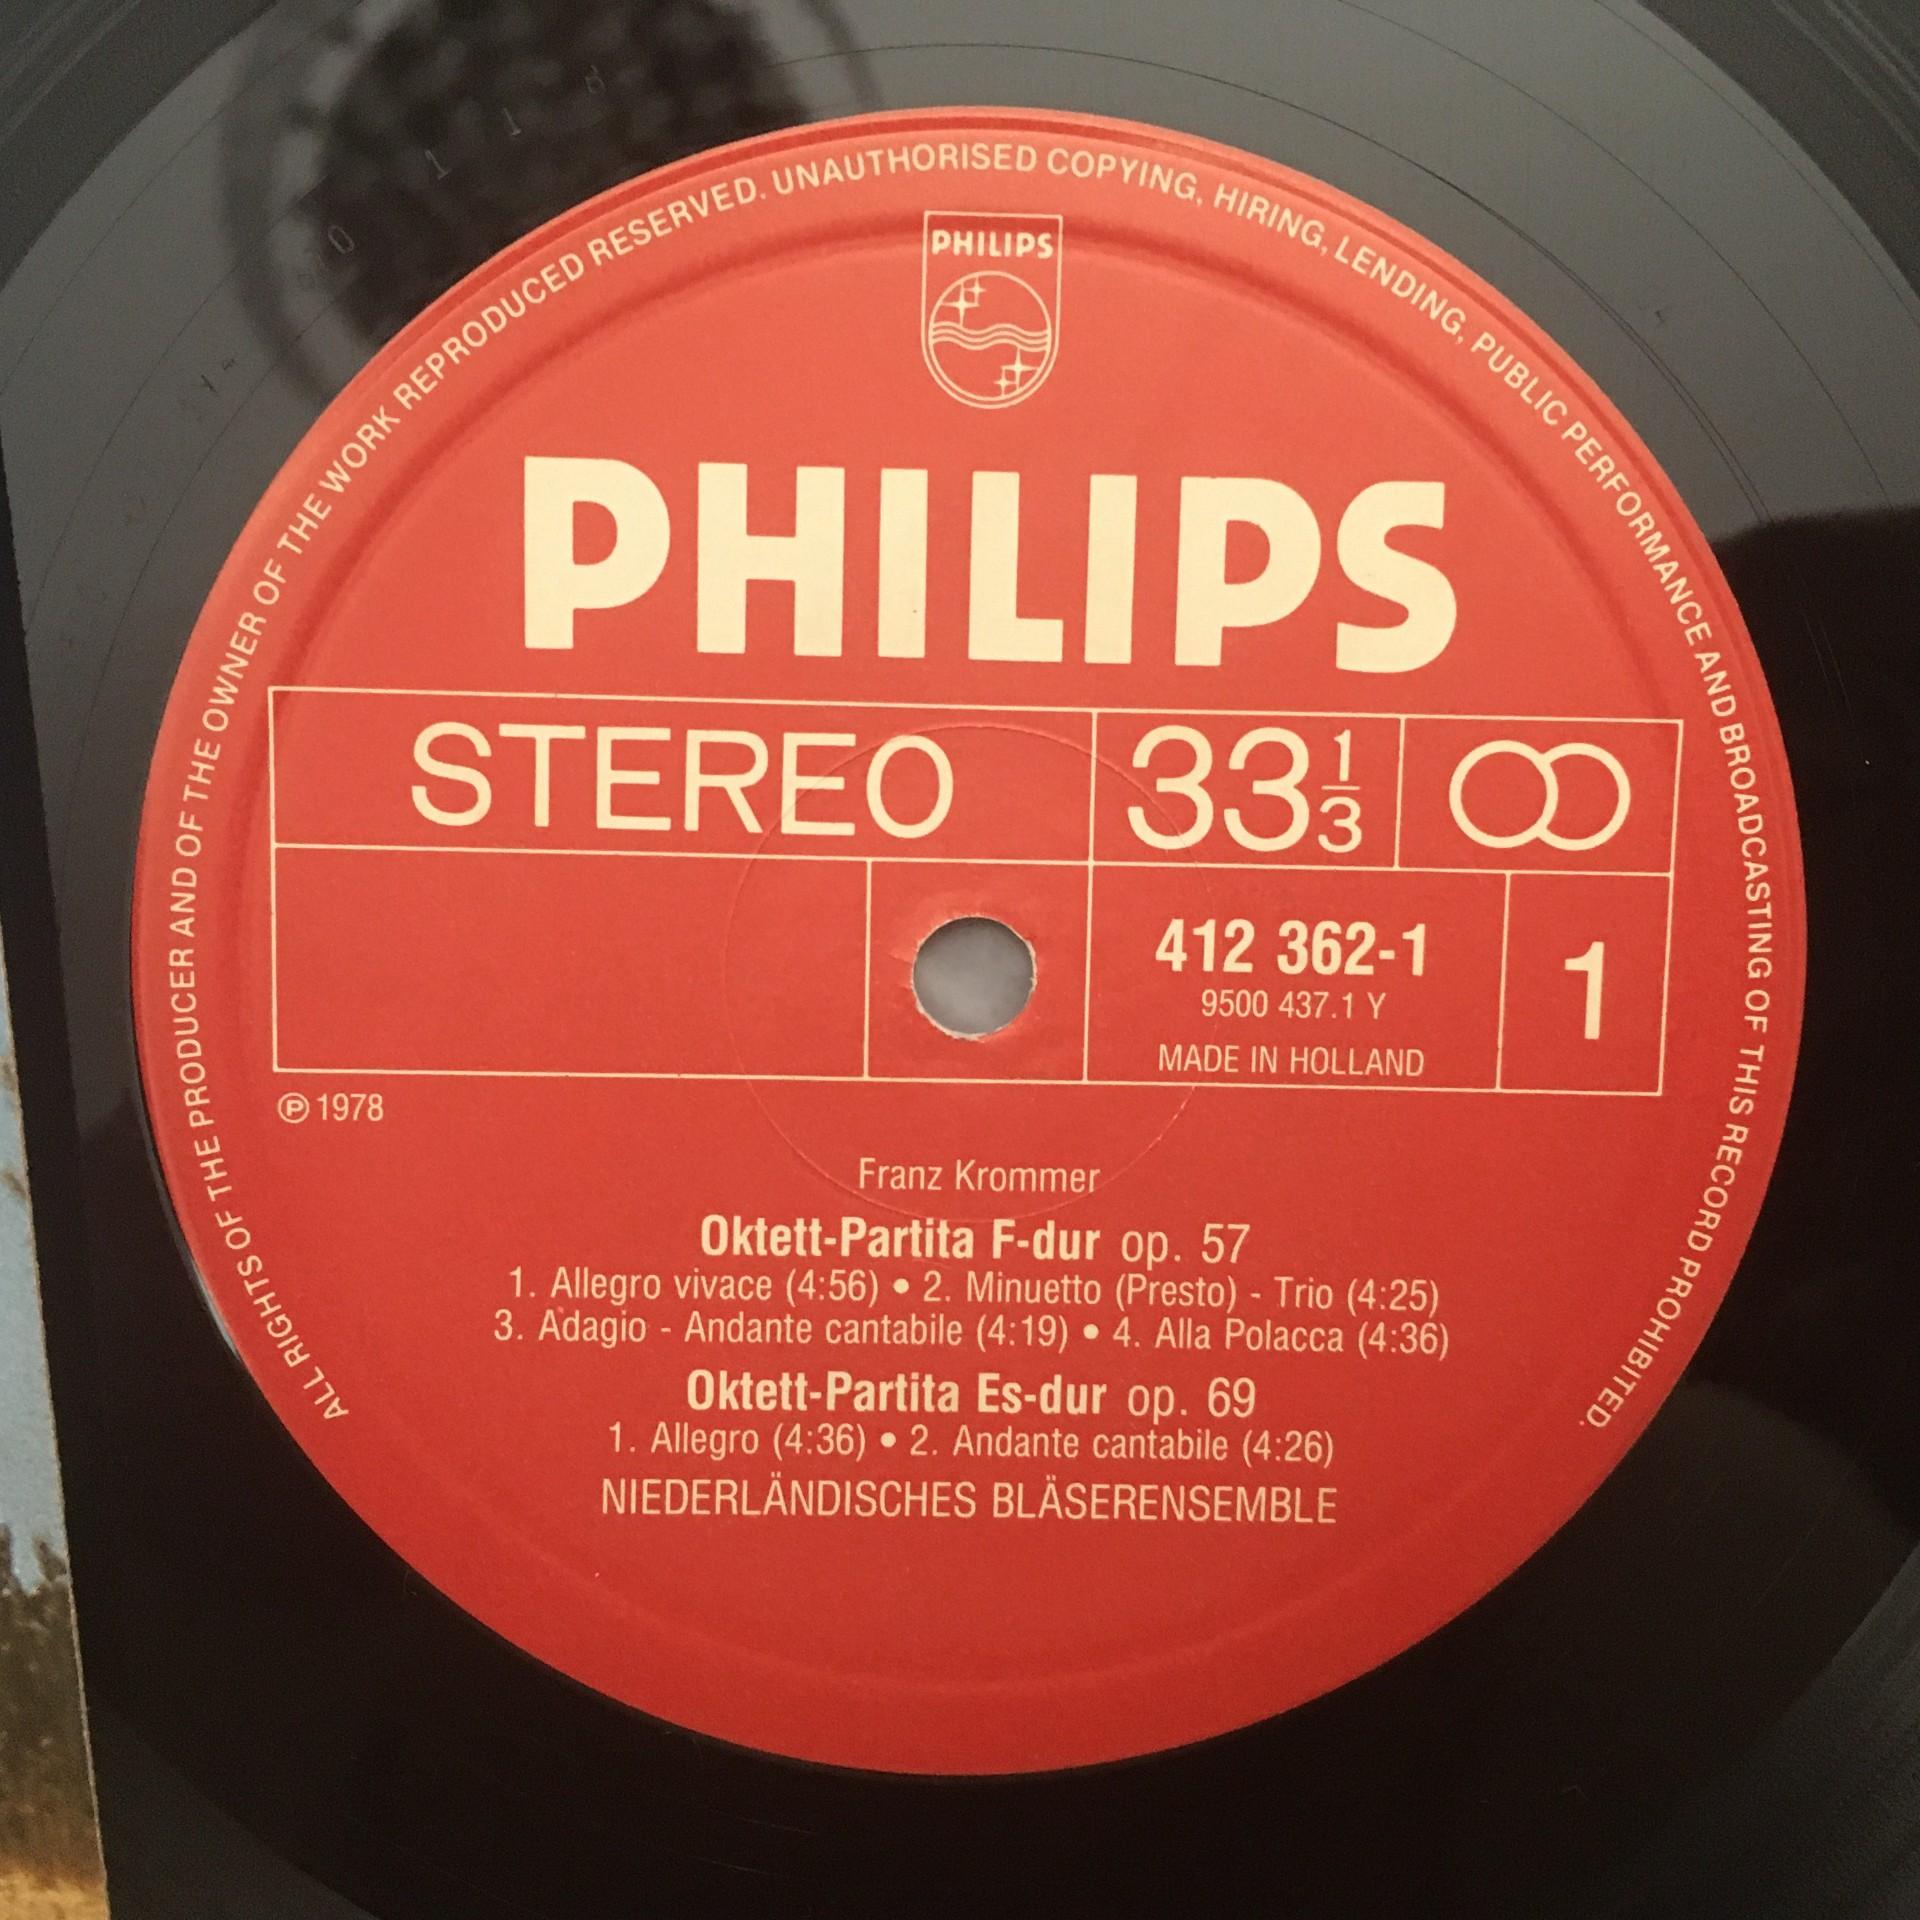 ALL RIGHTS OF THE PRODUCER AND OF THE OWNER OF THE WORK REPRODUCED RESERVED. UNAUTHORISED COPYING, HIRING, LENDING, PUBLIC PERFORMANCE AND BROADCASTING OF THIS RECORD PROHIBITED.
PHILIPS
PHILIPS
STEREO
33 1/3
412 362-1
9500 437.1 Y
MADE IN HOLLAND
1
℗ 1978
Franz Krommer
Oktett-Partita F-dur op. 57
1. Allegro vivace (4:56) • 2. Minuetto (Presto) - Trio (4:25)
3. Adagio - Andante cantabile (4:19) • 4. Alla Polacca (4:36)
Oktett-Partita Es-dur op. 69
1. Allegro (4:36) • 2. Andante cantabile (4:26)
NIEDERLÄNDISCHES BLÄSERENSEMBLE